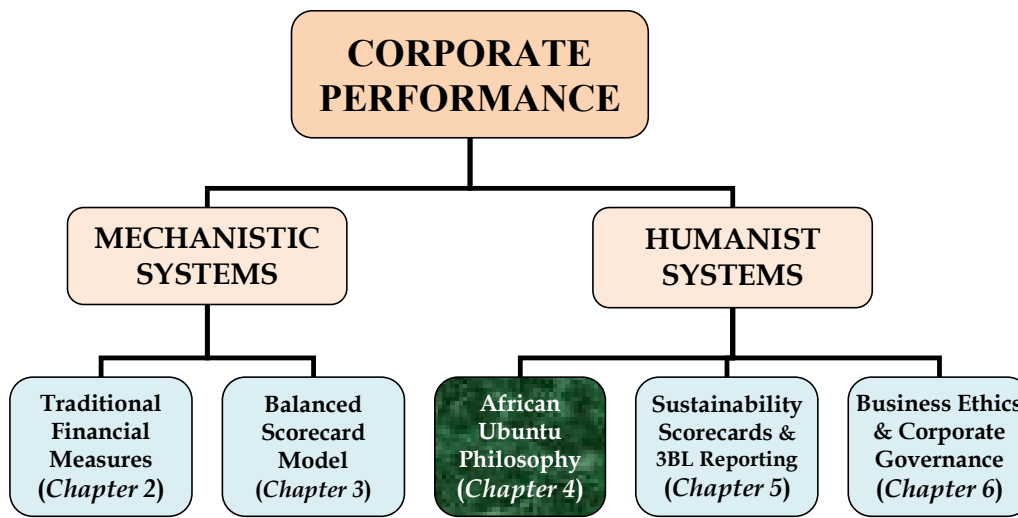 CORPORATE
PERFORMANCE
MECHANISTIC
SYSTEMS
HUMANIST
SYSTEMS
Traditional
Financial
Measures
(Chapter 2)
Balanced
Scorecard
Model
(Chapter 3)
African
Ubuntu
Philosophy
(Chapter 4)
Sustainability
Scorecards &
3BL Reporting
(Chapter 5)
Business Ethics
& Corporate
Governance
(Chapter 6)